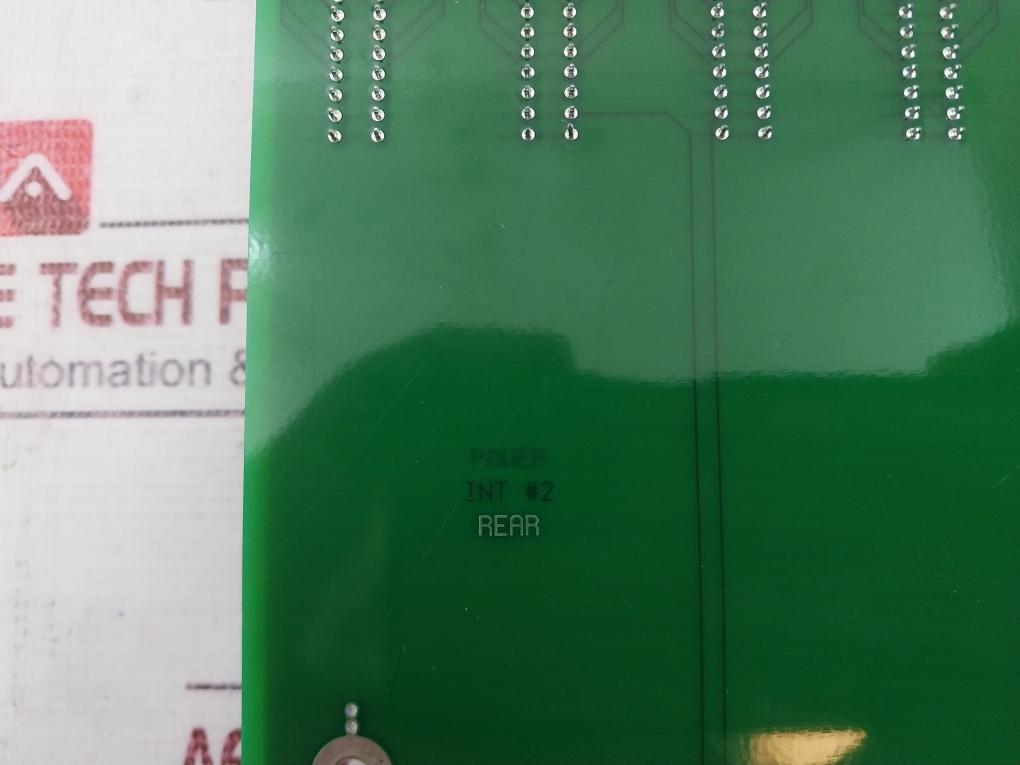 E TECH
utomation &
POWER
INT #2
REAR